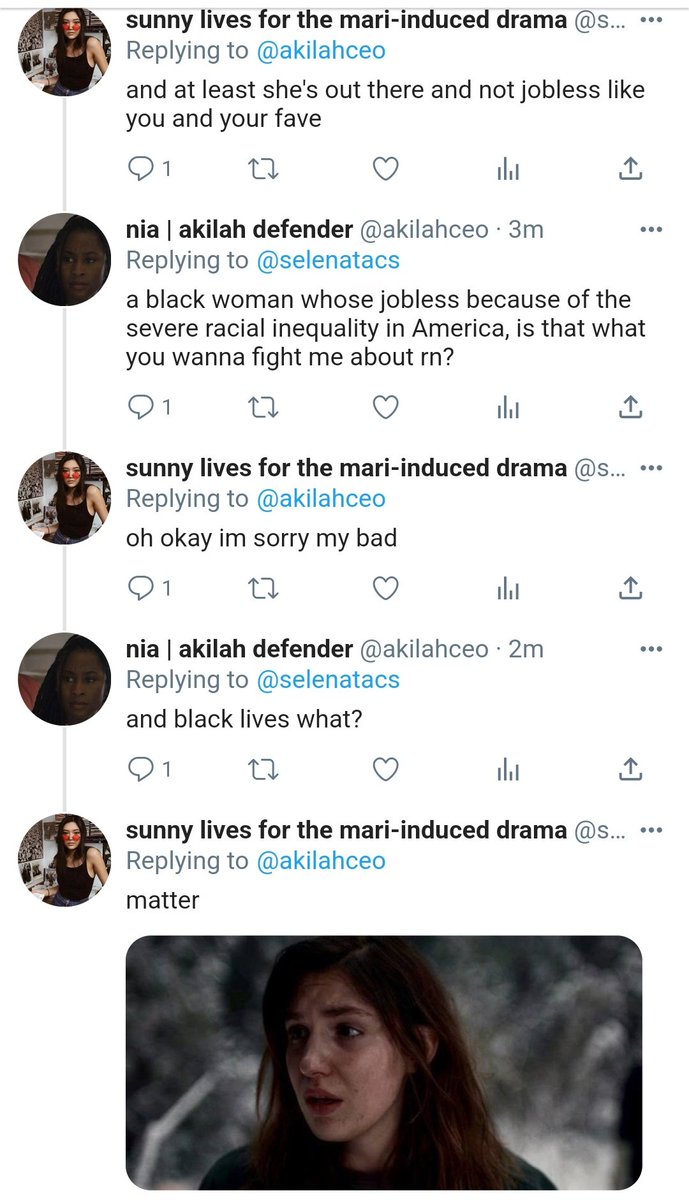 sunny lives for the mari-induced drama @s...
Replying to @akilahceo
and at least she's out there and not jobless like
you and your fave
1
nia | akilah defender @akilahceo · 3m
Replying to @selenatacs
a black woman whose jobless because of the
severe racial inequality in America, is that what
you wanna fight me about rn?
1
sunny lives for the mari-induced drama @s...
Replying to @akilahceo
oh okay im sorry my bad
1
nia | akilah defender @akilahceo · 2m
Replying to @selenatacs
and black lives what?
1
sunny lives for the mari-induced drama @s...
Replying to @akilahceo
matter